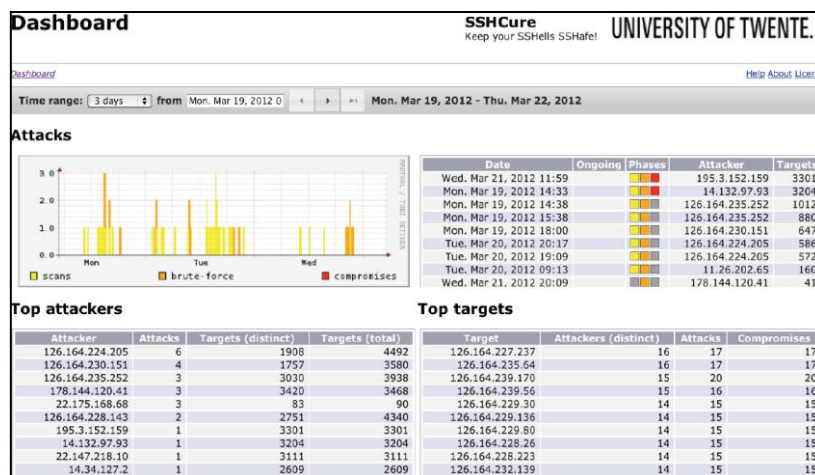 Dashboard
SSHCure
Keep your SSHells SSHafe!
UNIVERSITY OF TWENTE.
Dashboard
Help About Licen
Time range: 3 days from Mon. Mar 19, 2012 0 Mon. Mar 19, 2012 - Thu. Mar 22, 2012
Attacks
3.0
2.0
1.0
0.0
Mon Tue Wed
scans brute-force compromises
RRDTOOL / TOBI OETIKER
Date Ongoing Phases Attacker Targets
Wed. Mar 21, 2012 11:59 195.3.152.159 3301
Mon. Mar 19, 2012 14:33 14.132.97.93 3204
Mon. Mar 19, 2012 14:38 126.164.235.252 1012
Mon. Mar 19, 2012 15:38 126.164.235.252 880
Mon. Mar 19, 2012 18:00 126.164.230.151 647
Tue. Mar 20, 2012 20:17 126.164.224.205 586
Tue. Mar 20, 2012 19:09 126.164.224.205 572
Tue. Mar 20, 2012 09:13 11.26.202.65 160
Wed. Mar 21, 2012 20:09 178.144.120.41 41
Top attackers
Attacker Attacks Targets (distinct) Targets (total)
126.164.224.205 6 1908 4492
126.164.230.151 4 1757 3580
126.164.235.252 3 3030 3938
178.144.120.41 3 3420 3468
22.175.168.68 3 83 90
126.164.228.143 2 2751 4340
195.3.152.159 1 3301 3301
14.132.97.93 1 3204 3204
22.147.218.10 1 3111 3111
14.34.127.2 1 2609 2609
Top targets
Target Attackers (distinct) Attacks Compromises
126.164.227.237 16 17 17
126.164.235.64 16 17 17
126.164.239.170 15 20 20
126.164.239.56 15 16 16
126.164.229.30 14 15 15
126.164.229.136 14 15 15
126.164.229.80 14 15 15
126.164.228.26 14 15 15
126.164.228.223 14 15 15
126.164.232.139 14 15 15